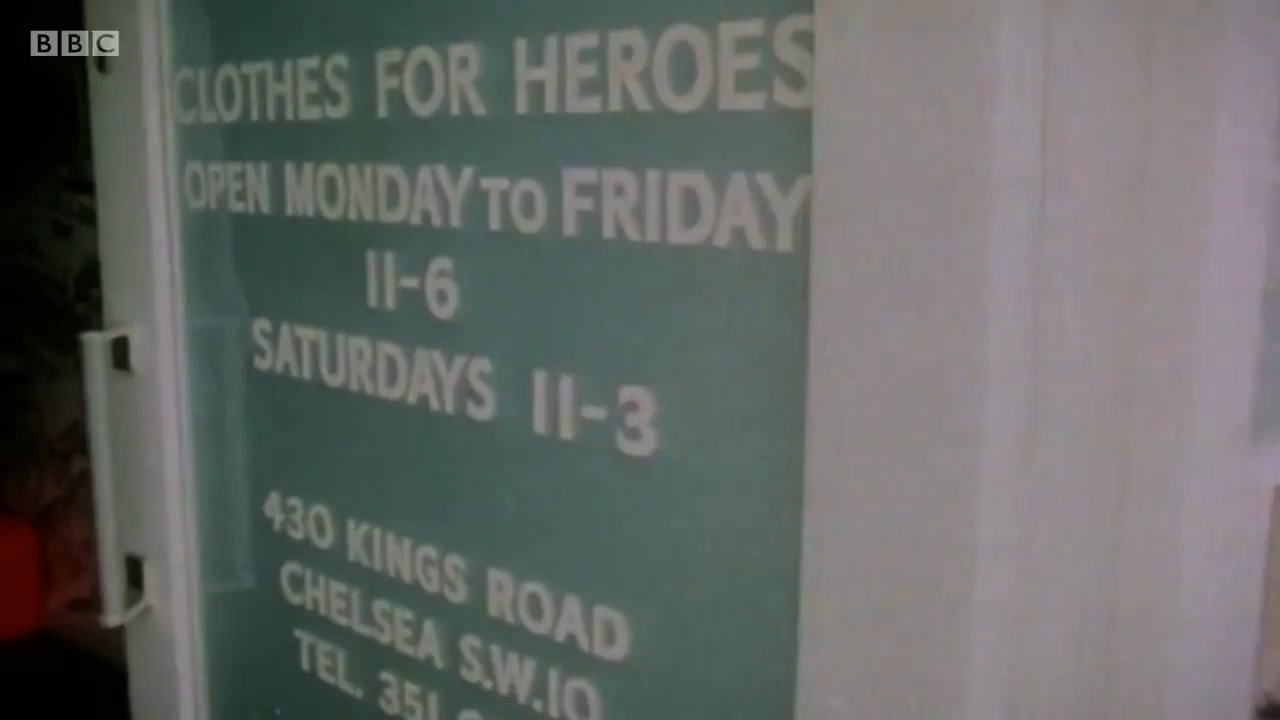 BBC
CLOTHES FOR HEROES
OPEN MONDAY TO FRIDAY
11-6
SATURDAYS 11-3
430 KINGS ROAD
CHELSEA S.W.10
TEL. 351